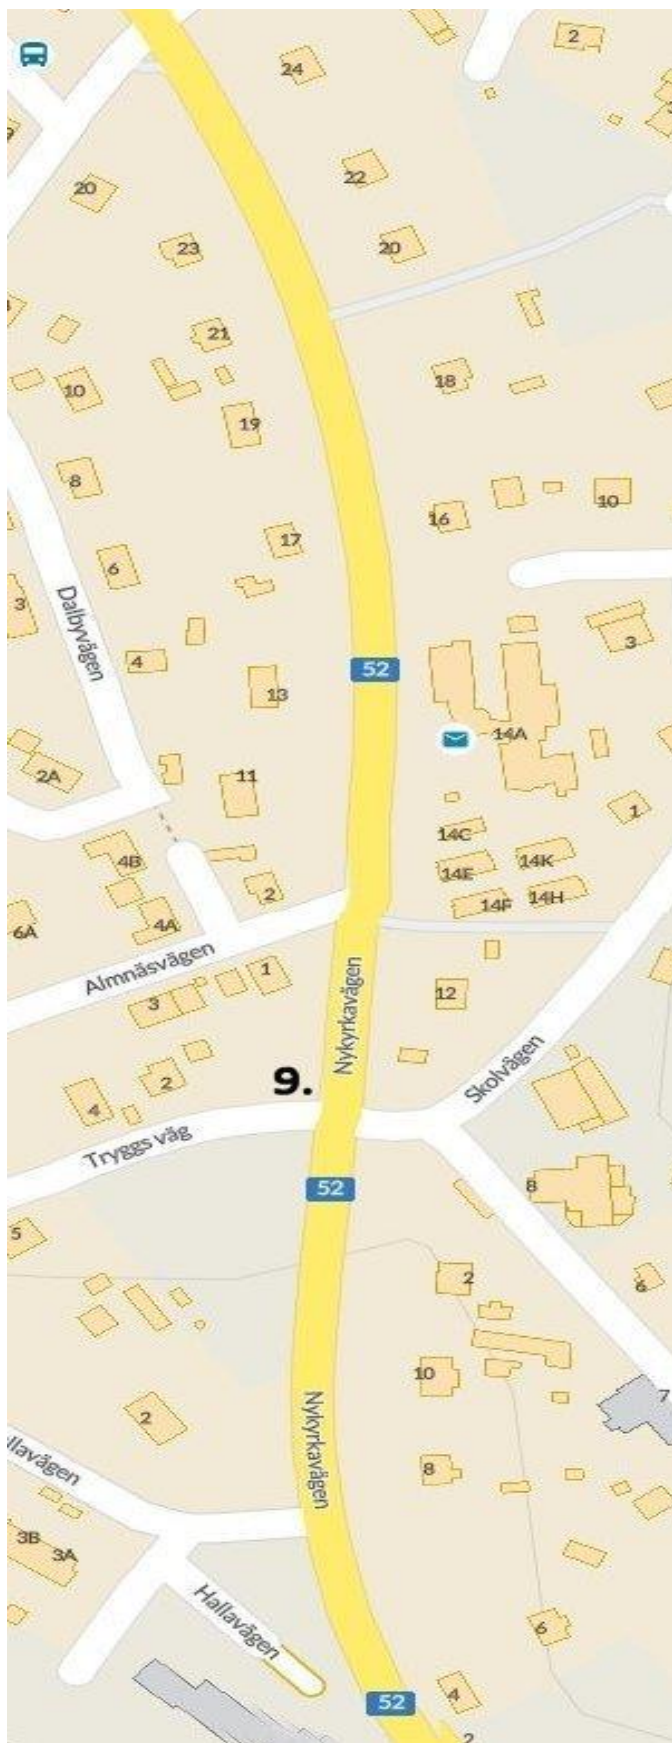 2
24
22
20
20
23
21
18
10
19
8
16
10
17
6
3
Dalbyvägen
3
4
52
13
14A
2A
11
1
14C
4B
14K
14E
2
14H
14F
4A
6A
Almnäsvägen
1
12
3
Nykyrkavägen
Skolvägen
9.
2
4
Tryggs väg
52
8
5
2
6
10
7
2
Nykyrkavägen
llavägen
8
3B
3A
Hallavägen
6
4
52
2